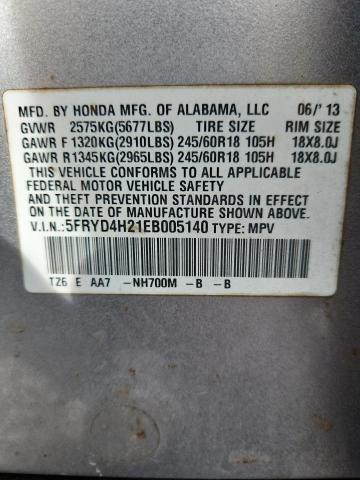 MFD. BY HONDA MFG. OF ALABAMA, LLC 06/'13
GVWR 2575KG(5677LBS) TIRE SIZE RIM SIZE
GAWR F 1320KG(2910LBS) 245/60R18 105H 18X8.0J
GAWR R1345KG(2965LBS) 245/60R18 105H 18X8.0J
THIS VEHICLE CONFORMS TO ALL APPLICABLE
FEDERAL MOTOR VEHICLE SAFETY
AND THEFT PREVENTION STANDARDS IN EFFECT
ON THE DATE OF MANUFACTURE SHOWN ABOVE.
V.I.N.:5FRYD4H21EB005140 TYPE: MPV
TZ6 E AA7 -NH700M -B -B